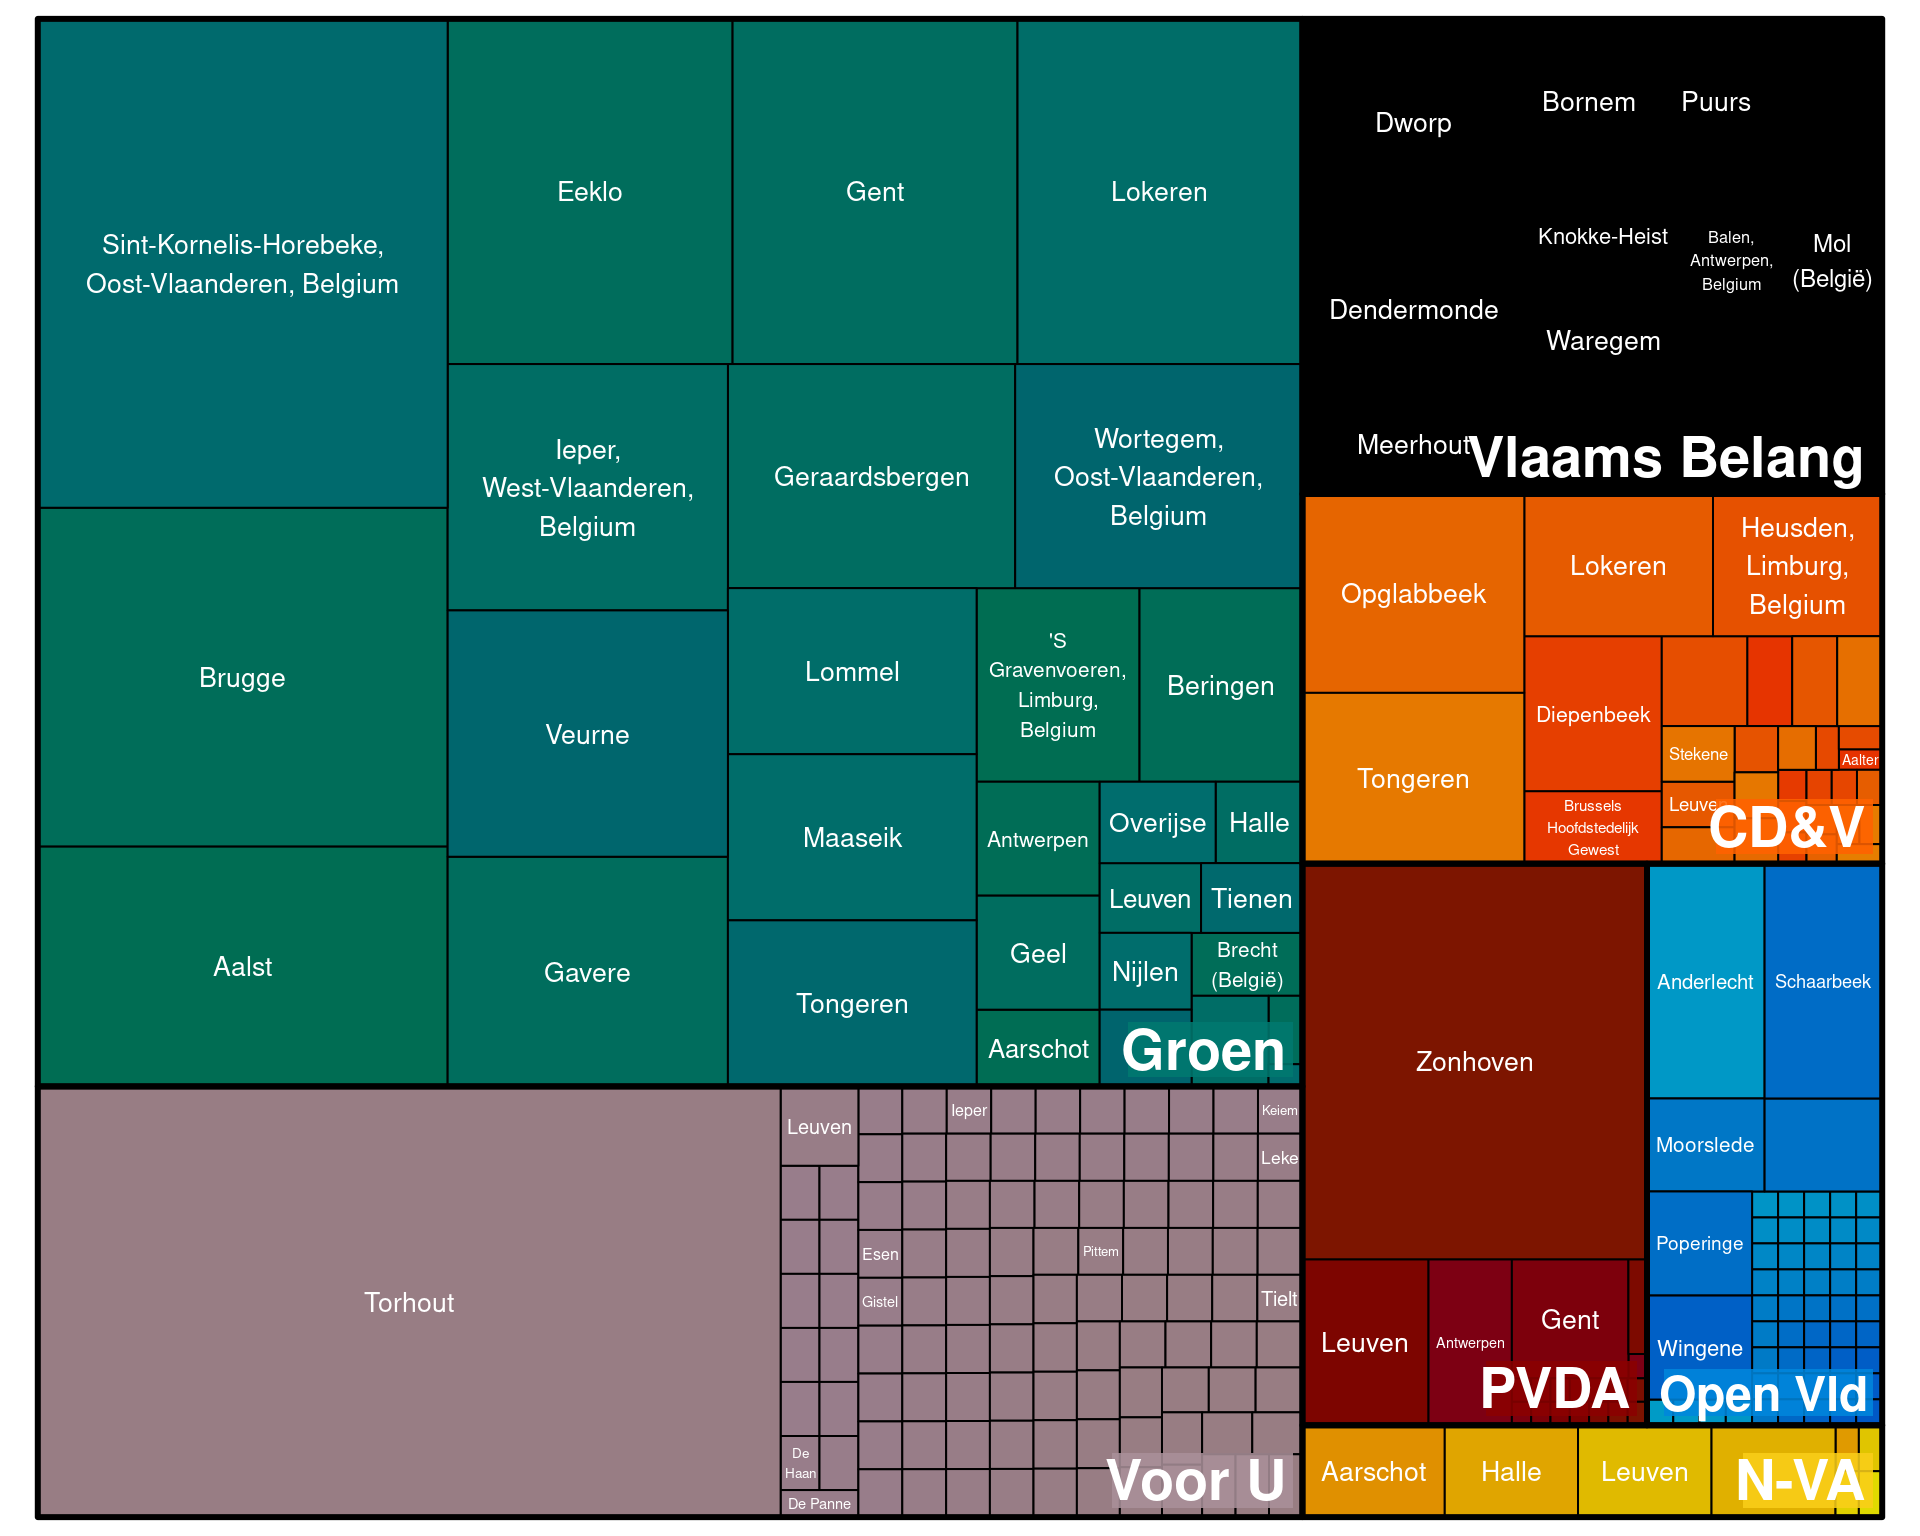 Sint-Kornelis-Horebeke,
Oost-Vlaanderen, Belgium
Eeklo
Gent
Lokeren
Brugge
Aalst
Ieper,
West-Vlaanderen,
Belgium
Geraardsbergen
Wortegem,
Oost-Vlaanderen,
Belgium
Veurne
Gavere
Lommel
Maaseik
Tongeren
'S
Gravenvoeren,
Limburg,
Belgium
Beringen
Antwerpen
Geel
Aarschot
Overijse
Halle
Leuven
Tienen
Nijlen
Brecht
(België)
Groen
Dworp
Bornem
Puurs
Knokke-Heist
Balen,
Antwerpen,
Belgium
Mol
(België)
Dendermonde
Waregem
Meerhout
Vlaams Belang
Opglabbeek
Lokeren
Heusden,
Limburg,
Belgium
Tongeren
Diepenbeek
Brussels
Hoofdstedelijk
Gewest
Stekene
Aalter
Leuven
CD&V
Zonhoven
Leuven
Antwerpen
Gent
PVDA
Anderlecht
Schaarbeek
Moorslede
Poperinge
Wingene
Open Vld
Torhout
Leuven
De
Haan
De Panne
Ieper
Keiem
Leke
Esen
Pittem
Gistel
Tielt
Voor U
Aarschot
Halle
Leuven
N-VA